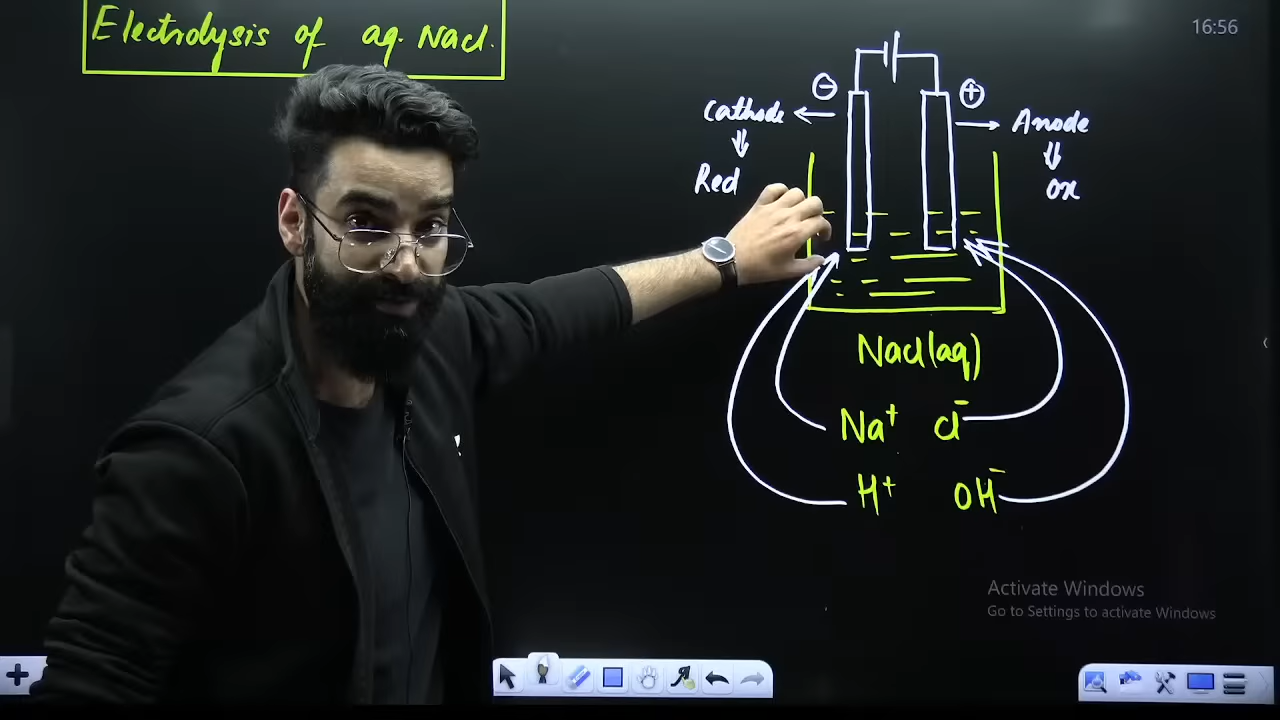 Electrolysis of aq. Nacl.
16:56
⊖
⊕
Cathode
Anode
Red
ox
Nacl(aq)
Na⁺ Cl⁻
H⁺ OH⁻
Activate Windows
Go to Settings to activate Windows